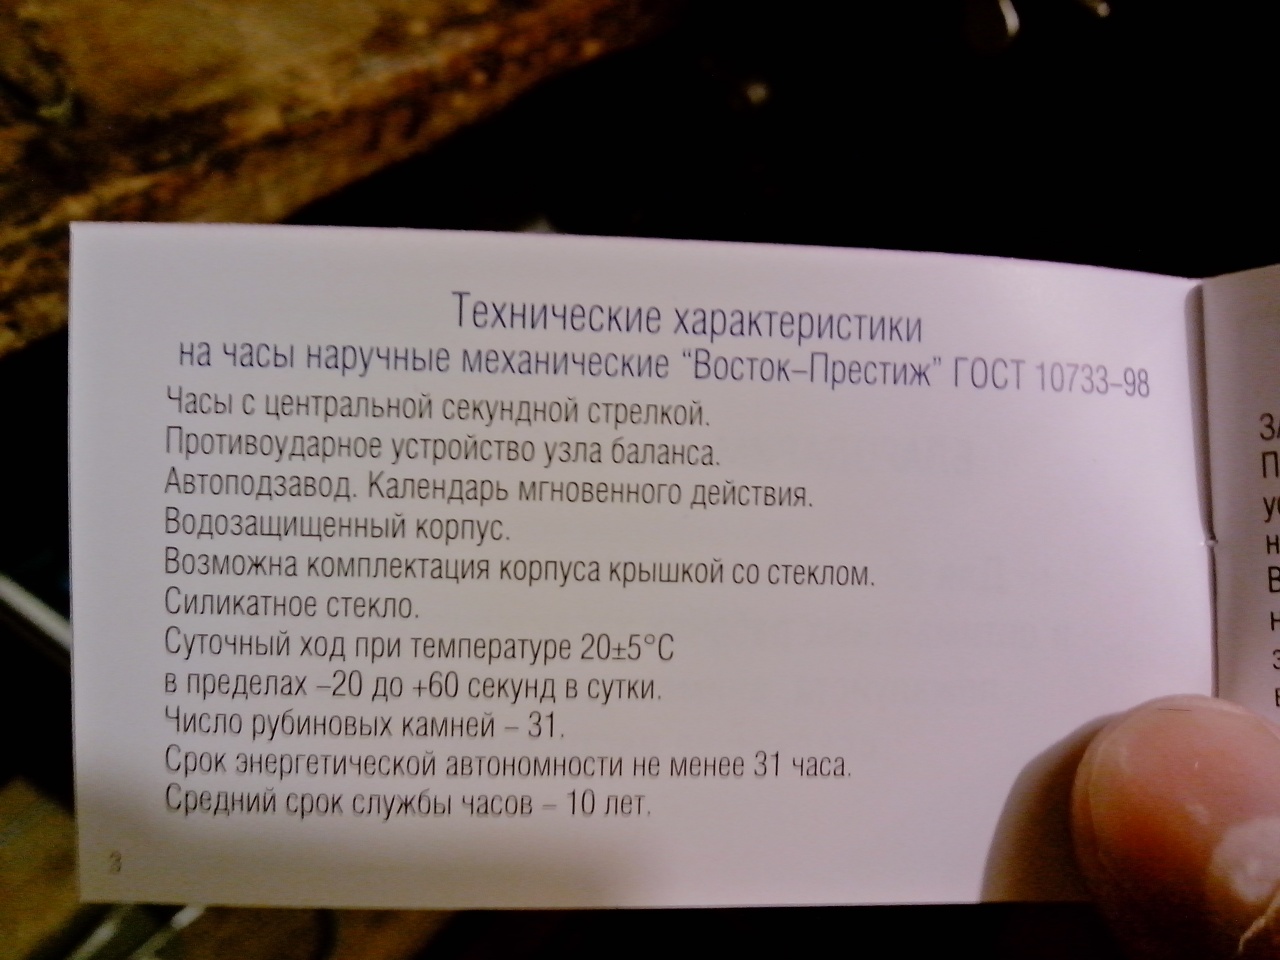 Технические характеристики
на часы наручные механические "Восток–Престиж" ГОСТ 10733–98
Часы с центральной секундной стрелкой.
Противоударное устройство узла баланса.
Автоподзавод. Календарь мгновенного действия.
Водозащищенный корпус.
Возможна комплектация корпуса крышкой со стеклом.
Силикатное стекло.
Суточный ход при температуре 20±5°С
в пределах –20 до +60 секунд в сутки.
Число рубиновых камней – 31.
Срок энергетической автономности не менее 31 часа.
Средний срок службы часов – 10 лет.
3